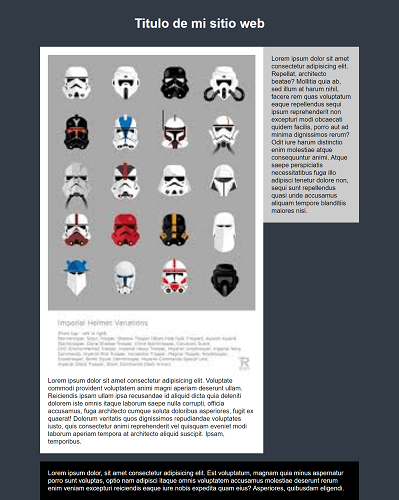 Titulo de mi sitio web
Imperial Helmet Variations
Lorem ipsum dolor sit amet consectetur adipisicing elit. Voluptate
commodi provident voluptatem animi magni aperiam deserunt ullam.
Reiciendis ipsam ullam ipsa recusandae id aliquid dicta quia deleniti
dolorem iste omnis itaque laborum saepe nulla corrupti, officia
accusamus, fuga architecto cumque soluta doloribus asperiores, fugit ex
quaerat! Dolorum veritatis quos dignissimos repudiandae voluptates
iusto, quis consectetur animi reprehenderit vel quisquam eveniet modi
laborum aperiam tempora at architecto aliquid suscipit. Ipsam,
temporibus.
Lorem ipsum dolor sit amet
consectetur adipisicing elit.
Repellat, architecto
beatae? Mollitia quia ab,
sed illum at harum nihil,
facere rem quas voluptatum
eaque repellendus sequi
ipsum reprehenderit non
excepturi modi obcaecati
quidem facilis, porro aut ad
minima dignissimos rerum?
Odit iure harum distinctio
enim molestiae atque
consequuntur animi. Atque
saepe perspiciatis
necessitatibus fuga illo
adipisci tenetur dolore non,
sequi sunt repellendus
quasi unde accusamus
aliquam tempore blanditiis
maiores nisi.
Lorem ipsum dolor sit amet consectetur adipisicing elit. Est voluptatum, magnam quia minus aspernatur
porro sunt quas voluptas, optio nam tempora molestiae ut nesciunt ad quibusdam a quod praesentium rerum
enim veniam excepturi reiciendis eaque iure nobis expedita quam eius? Asperiores, quibusdam eligendi.